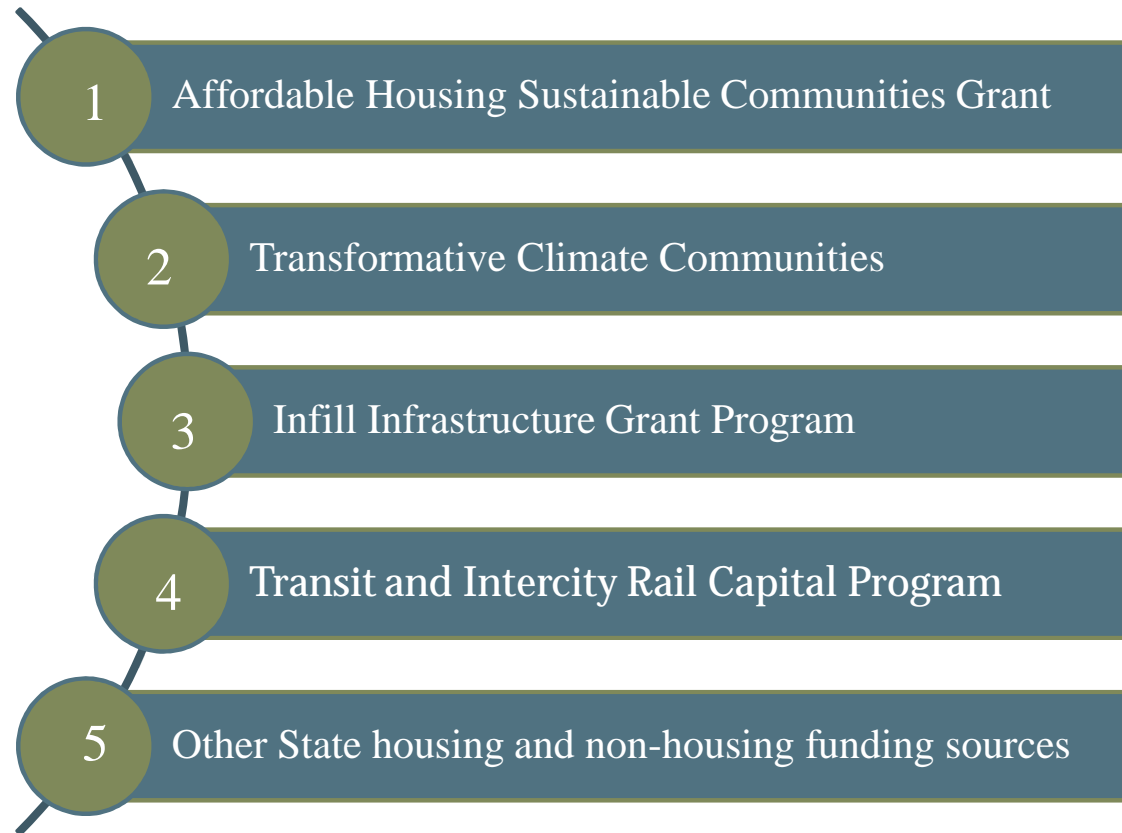 1 Affordable Housing Sustainable Communities Grant
2 Transformative Climate Communities
3 Infill Infrastructure Grant Program
4 Transit and Intercity Rail Capital Program
5 Other State housing and non-housing funding sources